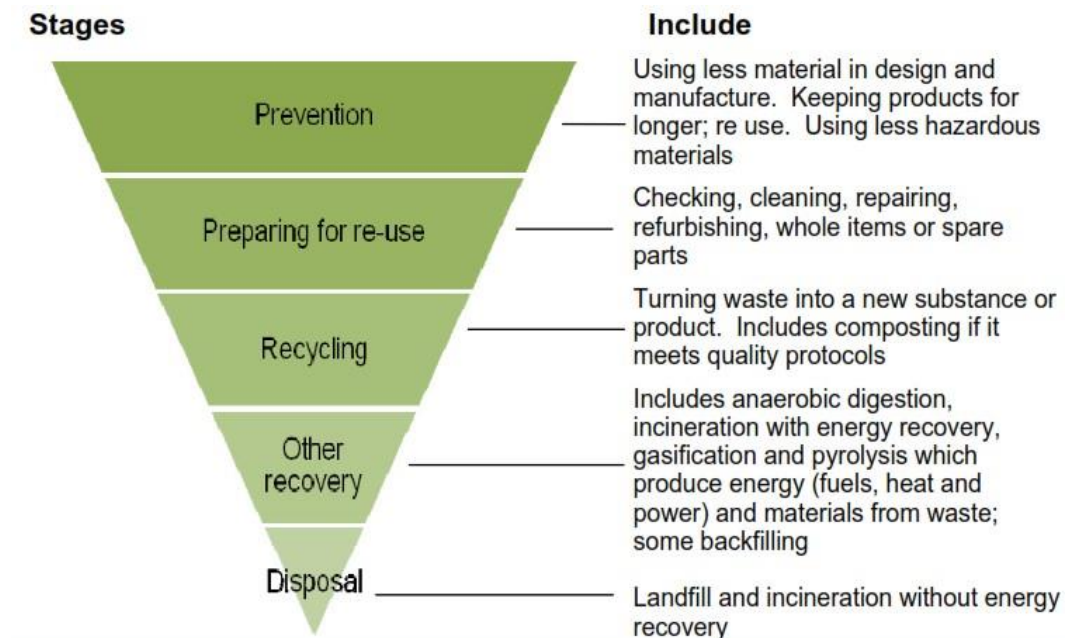 Stages
Include
Prevention
Using less material in design and
manufacture. Keeping products for
longer; re use. Using less hazardous
materials
Preparing for re-use
Checking, cleaning, repairing,
refurbishing, whole items or spare
parts
Recycling
Turning waste into a new substance or
product. Includes composting if it
meets quality protocols
Other
recovery
Includes anaerobic digestion,
incineration with energy recovery,
gasification and pyrolysis which
produce energy (fuels, heat and
power) and materials from waste;
some backfilling
Disposal
Landfill and incineration without energy
recovery